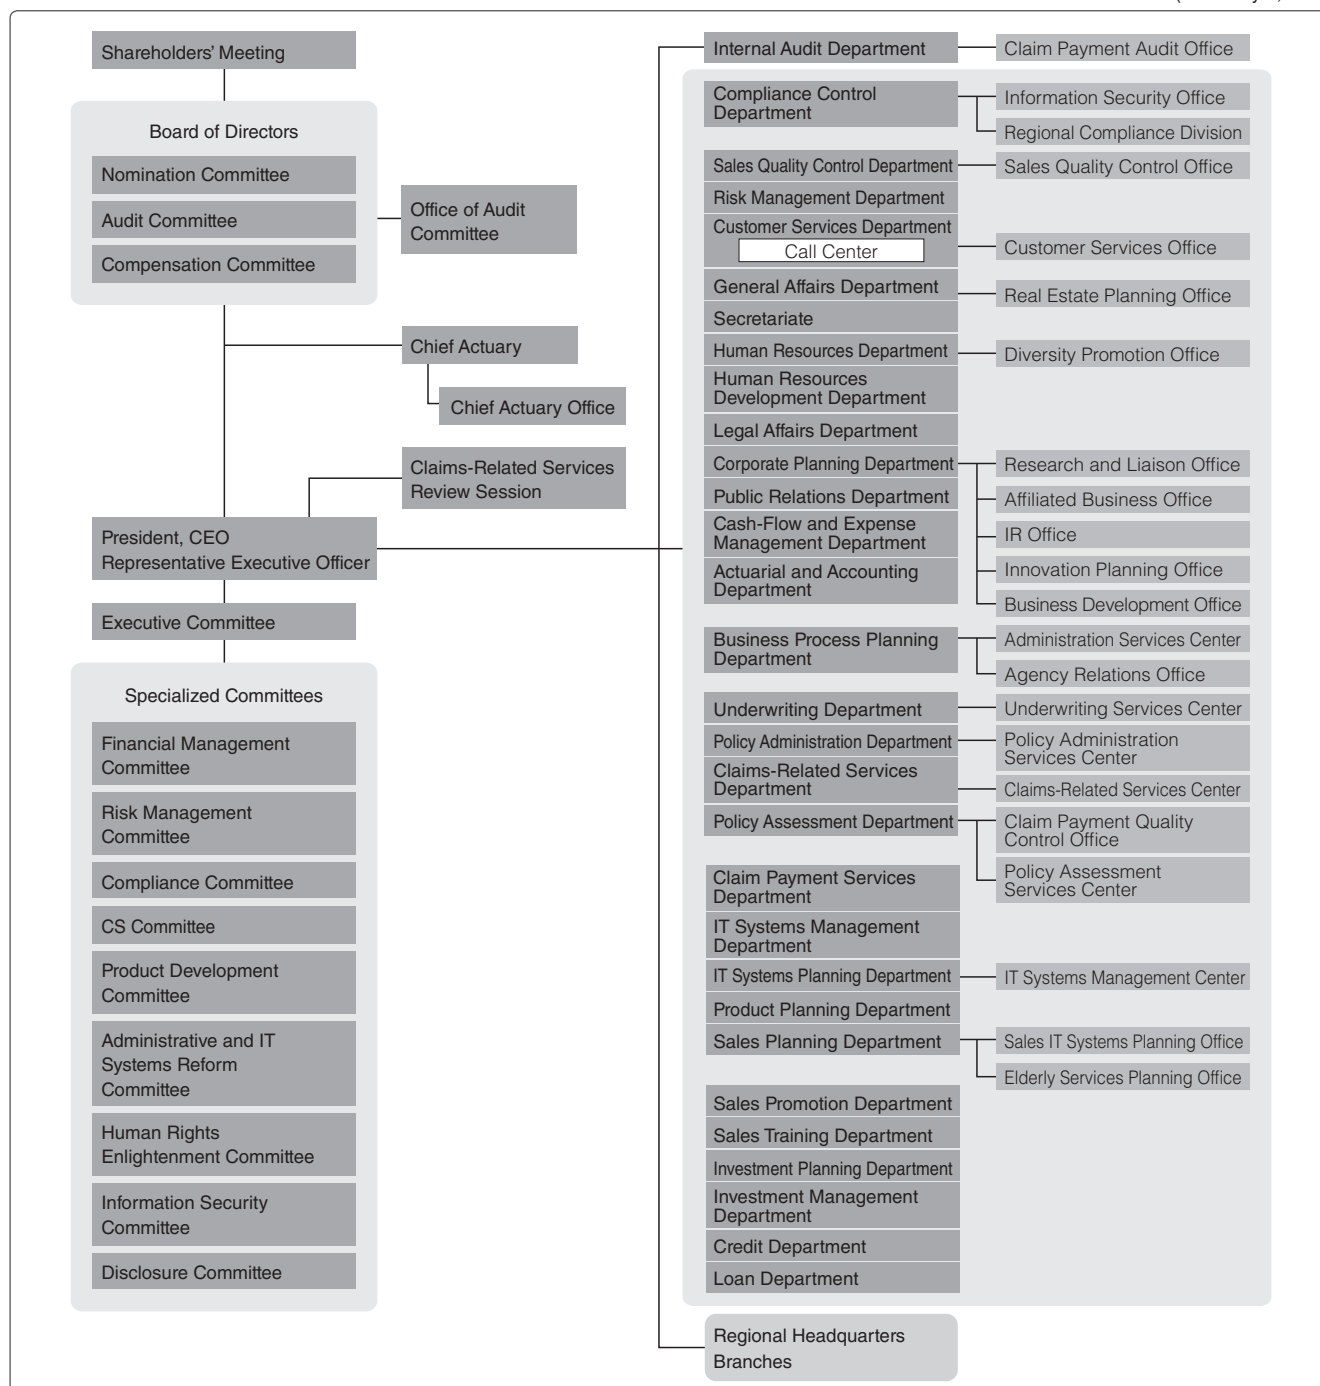 Shareholders' Meeting
Board of Directors
Nomination Committee
Audit Committee
Compensation Committee
Office of Audit
Committee
Chief Actuary
Chief Actuary Office
Claims-Related Services
Review Session
President, CEO
Representative Executive Officer
Executive Committee
Specialized Committees
Financial Management
Committee
Risk Management
Committee
Compliance Committee
CS Committee
Product Development
Committee
Administrative and IT
Systems Reform
Committee
Human Rights
Enlightenment Committee
Information Security
Committee
Disclosure Committee
Internal Audit Department
Claim Payment Audit Office
Compliance Control
Department
Information Security Office
Regional Compliance Division
Sales Quality Control Department
Sales Quality Control Office
Risk Management Department
Customer Services Department
Call Center
Customer Services Office
General Affairs Department
Real Estate Planning Office
Secretariate
Human Resources Department
Diversity Promotion Office
Human Resources
Development Department
Legal Affairs Department
Corporate Planning Department
Research and Liaison Office
Affiliated Business Office
IR Office
Innovation Planning Office
Business Development Office
Public Relations Department
Cash-Flow and Expense
Management Department
Actuarial and Accounting
Department
Business Process Planning
Department
Administration Services Center
Agency Relations Office
Underwriting Department
Underwriting Services Center
Policy Administration Department
Policy Administration
Services Center
Claims-Related Services
Department
Claims-Related Services Center
Policy Assessment Department
Claim Payment Quality
Control Office
Policy Assessment
Services Center
Claim Payment Services
Department
IT Systems Management
Department
IT Systems Planning Department
IT Systems Management Center
Product Planning Department
Sales Planning Department
Sales IT Systems Planning Office
Elderly Services Planning Office
Sales Promotion Department
Sales Training Department
Investment Planning Department
Investment Management
Department
Credit Department
Loan Department
Regional Headquarters
Branches